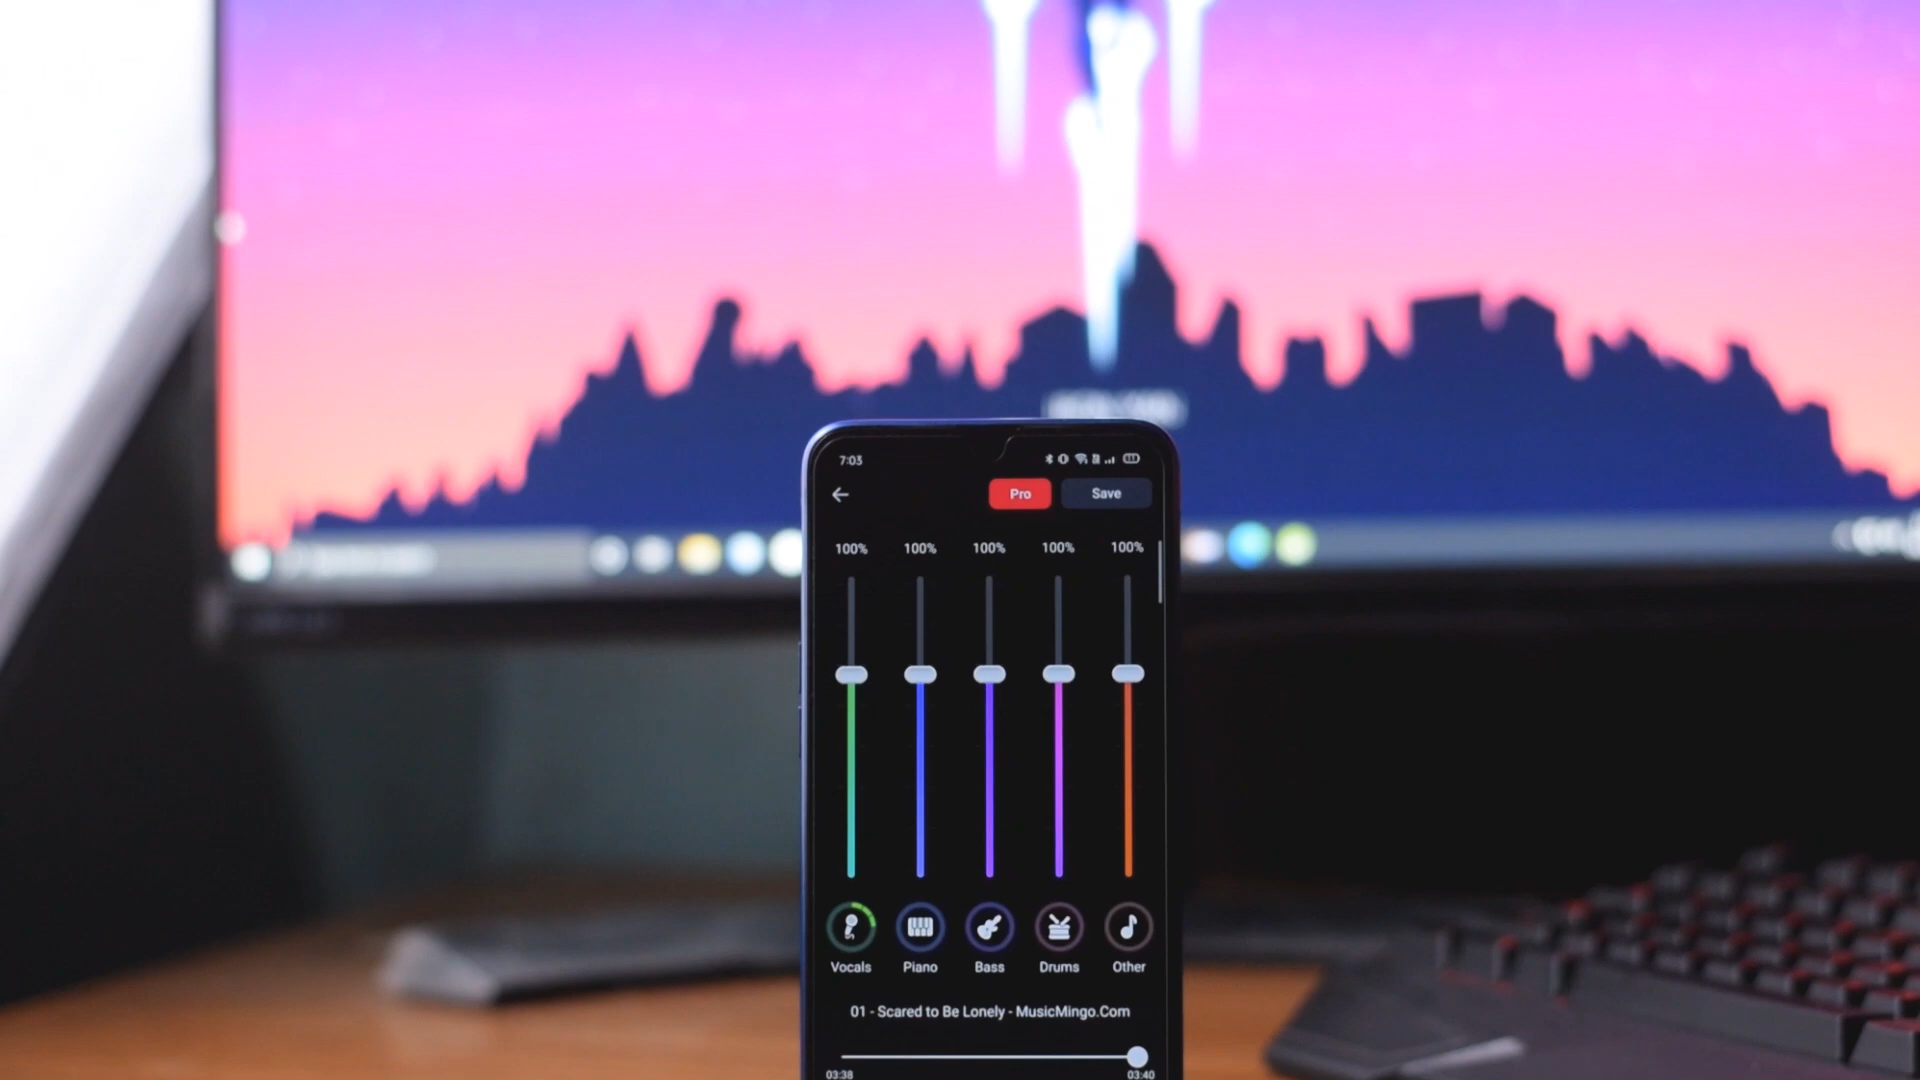 7:03
Pro Save
100% 100% 100% 100% 100%
Vocals Piano Bass Drums Other
01 - Scared to Be Lonely - MusicMingo.Com
03:38 03:40